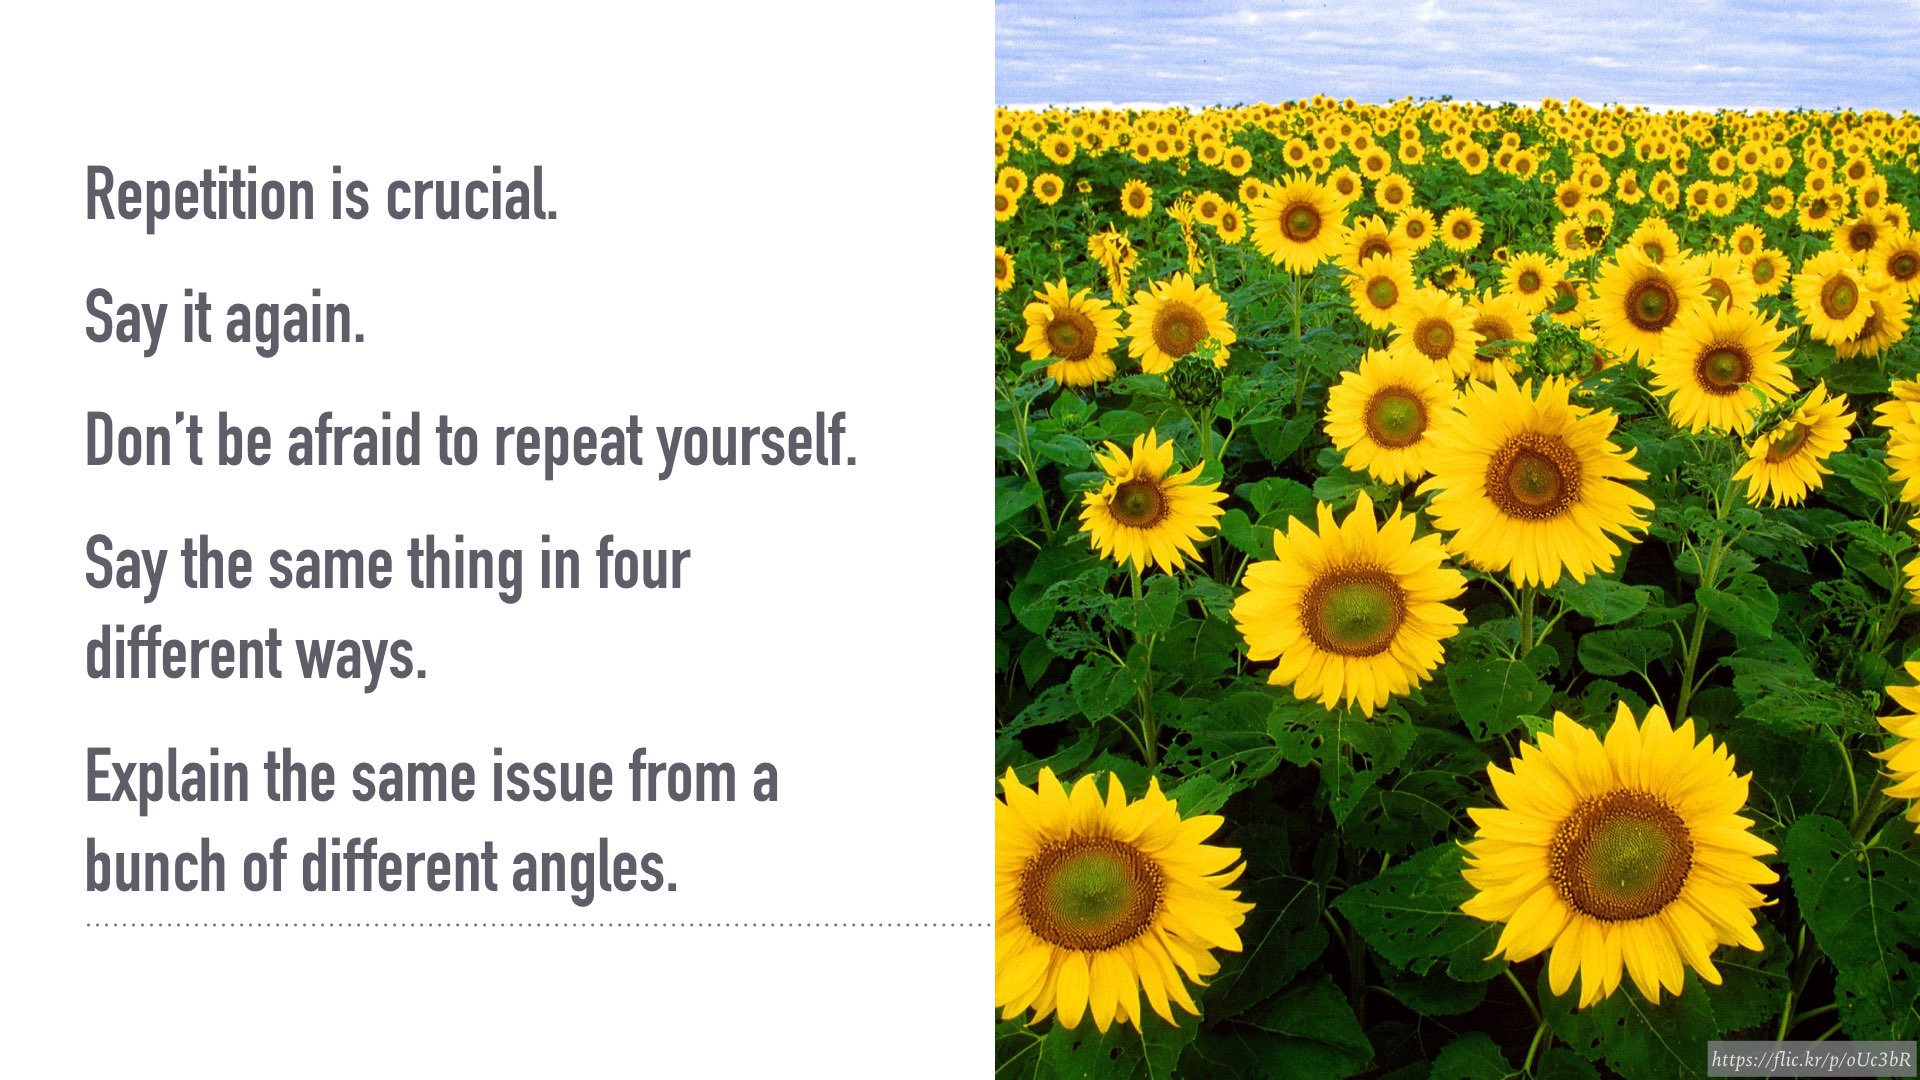 Repetition is crucial.
Say it again.
Don’t be afraid to repeat yourself.
Say the same thing in four
different ways.
Explain the same issue from a
bunch of different angles.
https://flic.kr/p/oUc3bR